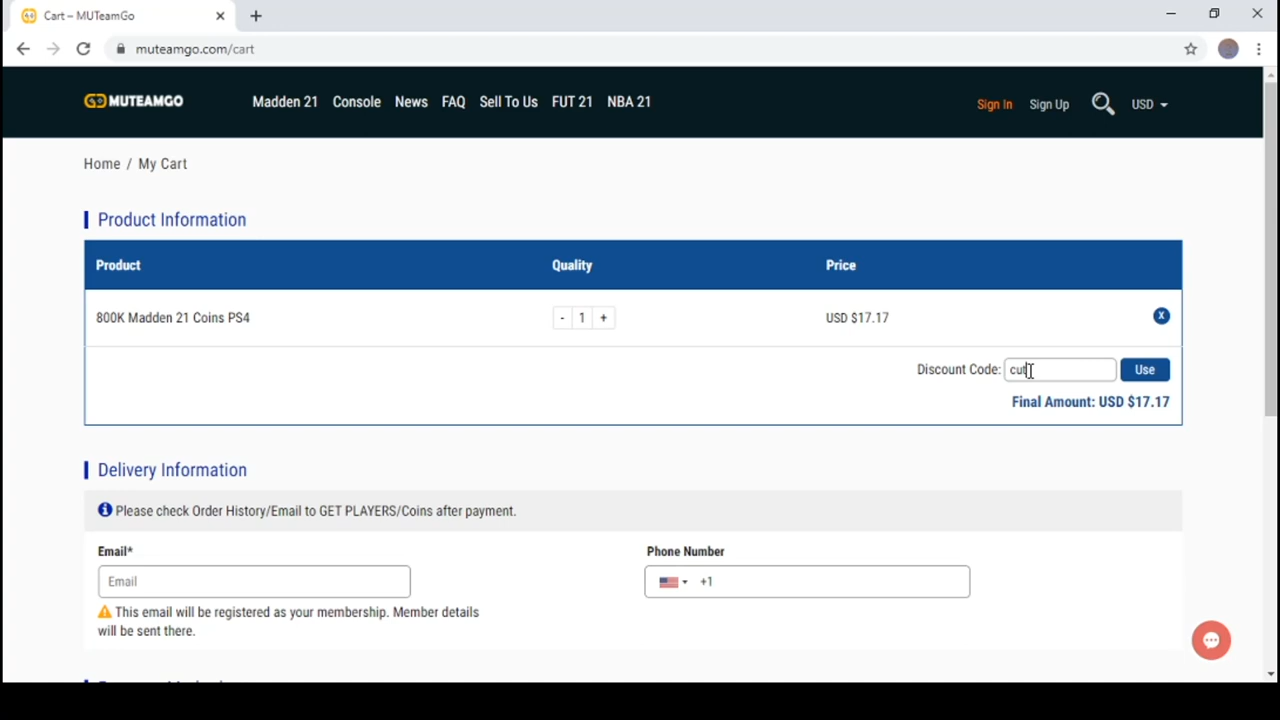 Cart – MUTeamGo
muteamgo.com/cart
MUTEAMGO Madden 21 Console News FAQ Sell To Us FUT 21 NBA 21 Sign In Sign Up USD
Home / My Cart
Product Information
Product Quality Price
800K Madden 21 Coins PS4 - 1 + USD $17.17 X
Discount Code: cut Use
Final Amount: USD $17.17
Delivery Information
Please check Order History/Email to GET PLAYERS/Coins after payment.
Email* Phone Number
Email +1
This email will be registered as your membership. Member details
will be sent there.